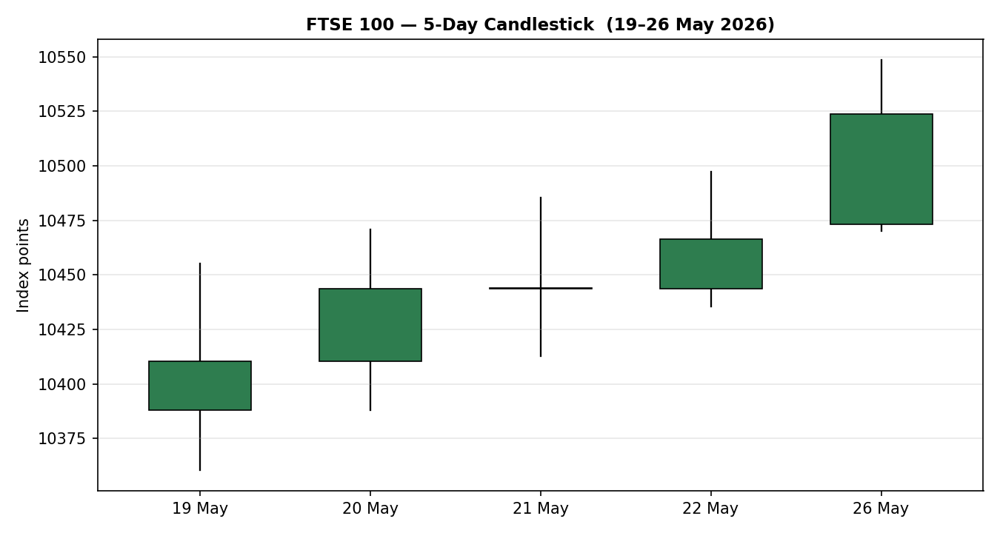 FTSE 100 — 5-Day Candlestick  (19–26 May 2026)
Index points
10550
10525
10500
10475
10450
10425
10400
10375
19 May
20 May
21 May
22 May
26 May